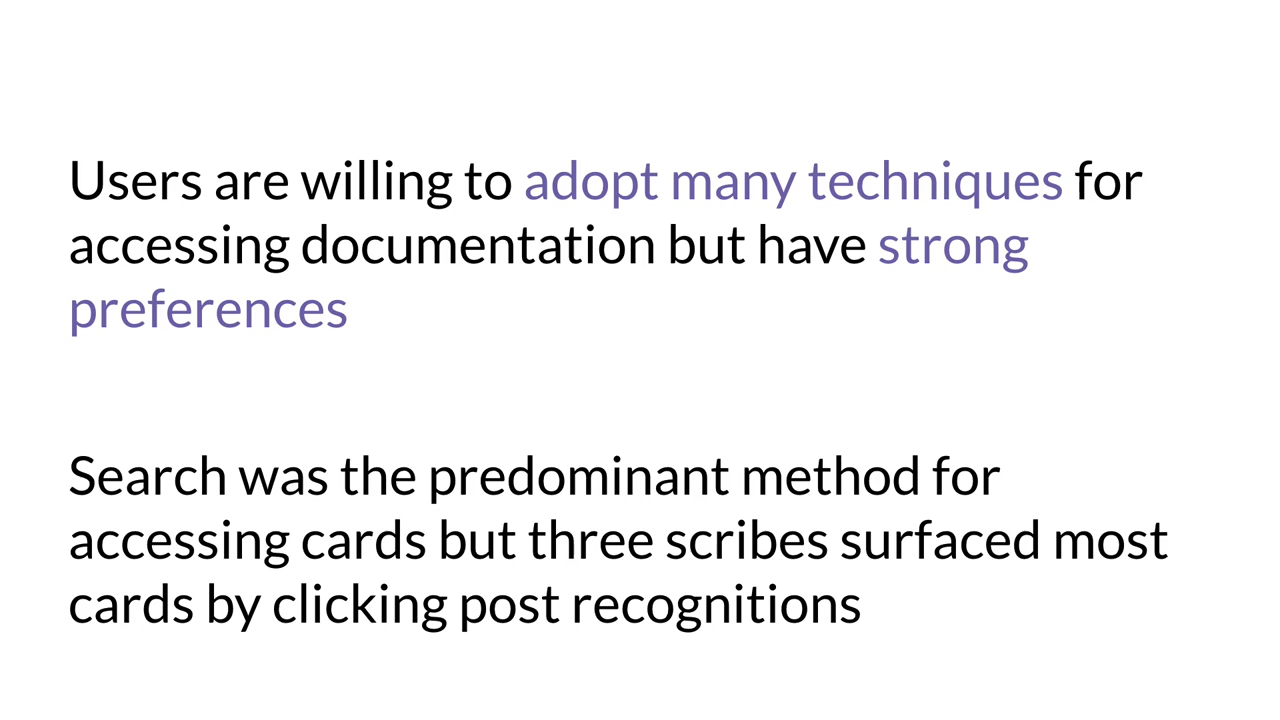 Users are willing to adopt many techniques for
accessing documentation but have strong
preferences
Search was the predominant method for
accessing cards but three scribes surfaced most
cards by clicking post recognitions